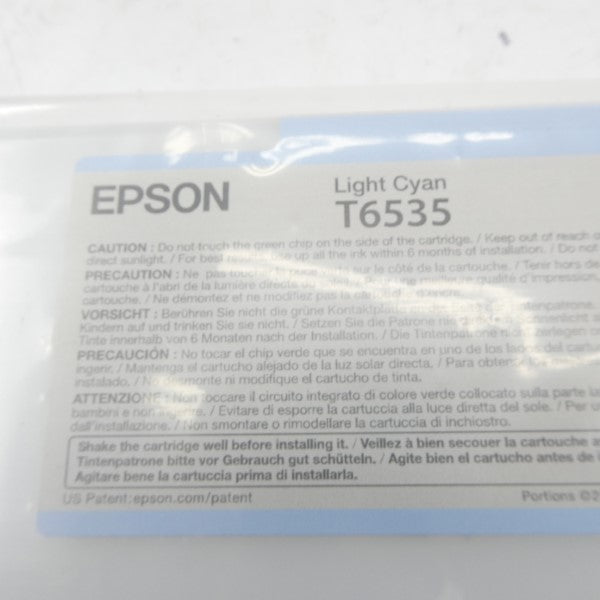 EPSON
Light Cyan
T6535
CAUTION : Do not touch the green chip on the side of the cartridge. / Keep out of reach o
direct sunlight. / For best use up all the ink within 6 months of installation. / Do not
PRECAUTION : Ne pas toucher la puce sur le côté de la cartouche. / Tenir hors de
cartouche à l'abri de la lumière directe meilleure qualité d'impression,
cartouche. / Ne démontez et ne modifiez pas la
VORSICHT : Berühren Sie nicht die grüne Kontaktplatte
Kindern auf und trinken Sie sie nicht. / Setzen Sie die Patrone
Tinte innerhalb von 6 Monaten nach der Installation. / Die Tintenpatrone nicht zerlegen o
PRECAUCIÓN : No tocar el chip verde que se encuentra en uno de los lados del cartu
ingerir. / Mantenga el cartucho alejado de la luz solar directa. / Para obtener los
instalado. / No desmonte ni modifique el cartucho de tinta.
ATTENZIONE : Non toccare il circuito integrato di colore verde collocato sulla parte la
bambini e non ingerire. / Evitare di esporre la cartuccia alla luce diretta del sole. / Per u
dall'installazione. / Non smontare o rimodellare la cartuccia di inchiostro.
Shake the cartridge well before installing it. / Veillez à bien secouer la cartouche a
Tintenpatrone bitte vor Gebrauch gut schütteln. / Agite bien el cartucho antes de i
Agitare bene la cartuccia prima di installarla.
US Patent:epson.com/patent
Portions ©2